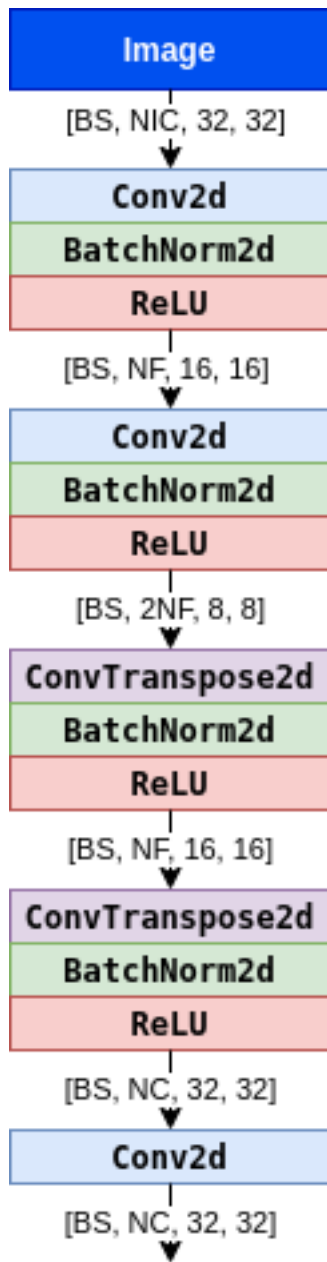 Image
[BS, NIC, 32, 32]
Conv2d
BatchNorm2d
ReLU
[BS, NF, 16, 16]
Conv2d
BatchNorm2d
ReLU
[BS, 2NF, 8, 8]
ConvTranspose2d
BatchNorm2d
ReLU
[BS, NF, 16, 16]
ConvTranspose2d
BatchNorm2d
ReLU
[BS, NC, 32, 32]
Conv2d
[BS, NC, 32, 32]